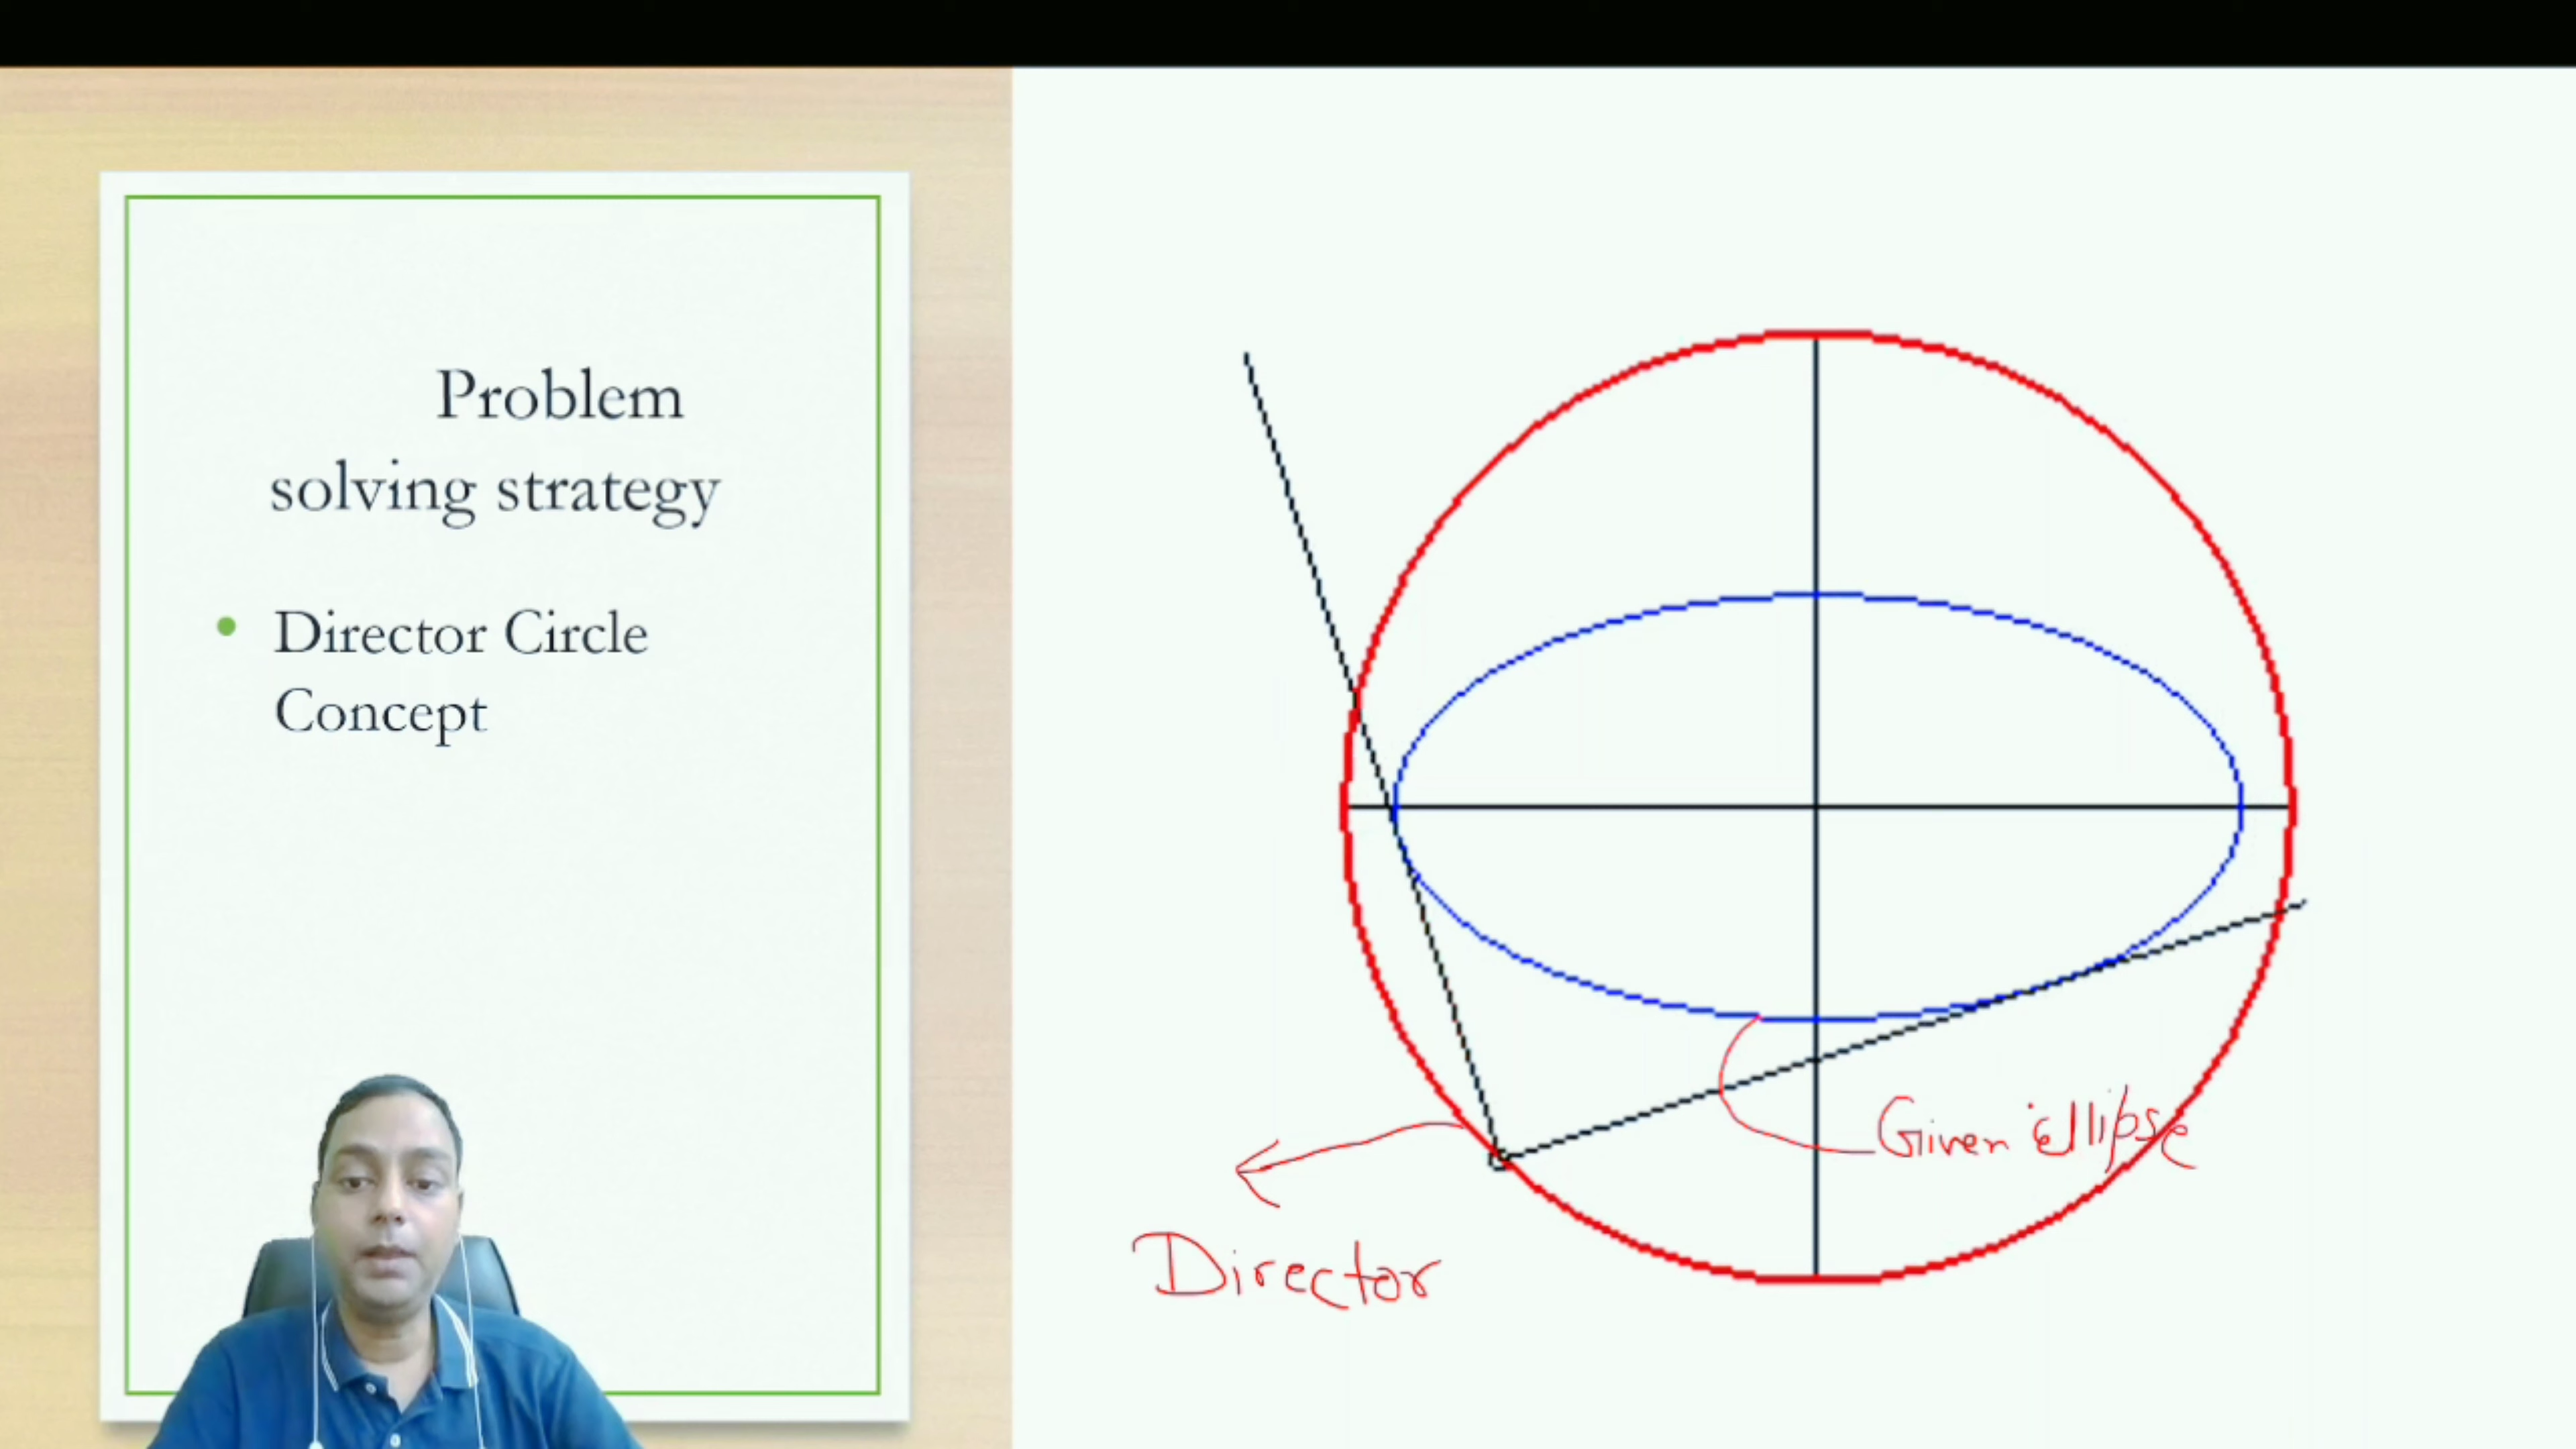 Problem
solving strategy
• Director Circle
Concept
Given ellipse
Director